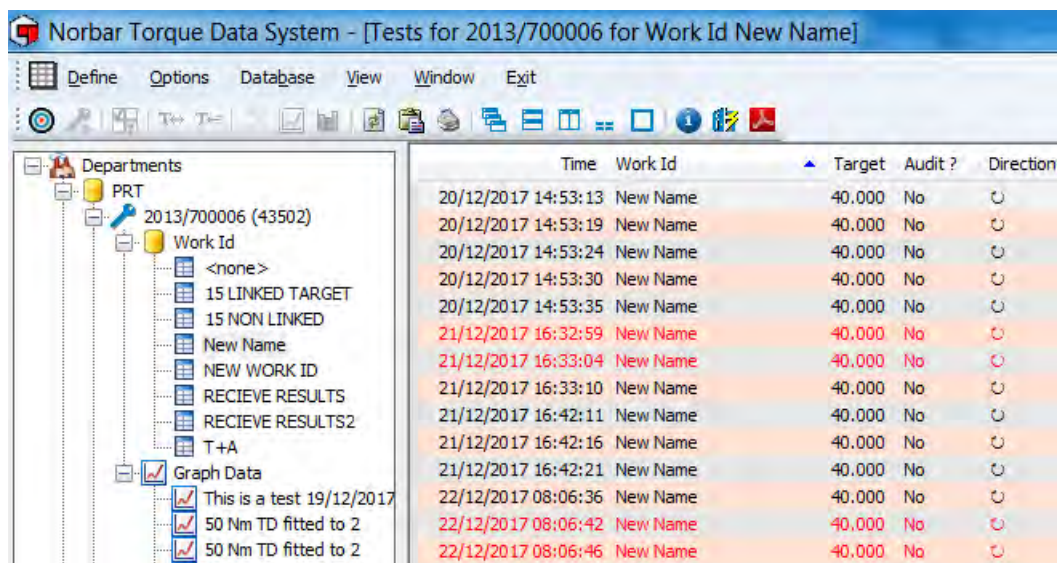 Norbar Torque Data System - [Tests for 2013/700006 for Work Id New Name]
Define Options Database View Window Exit
Departments
PRT
2013/700006 (43502)
Work Id
<none>
15 LINKED TARGET
15 NON LINKED
New Name
NEW WORK ID
RECIEVE RESULTS
RECIEVE RESULTS2
T+A
Graph Data
This is a test 19/12/2017
50 Nm TD fitted to 2
50 Nm TD fitted to 2
Time Work Id Target Audit ? Direction
20/12/2017 14:53:13 New Name 40.000 No
20/12/2017 14:53:19 New Name 40.000 No
20/12/2017 14:53:24 New Name 40.000 No
20/12/2017 14:53:30 New Name 40.000 No
20/12/2017 14:53:35 New Name 40.000 No
21/12/2017 16:32:59 New Name 40.000 No
21/12/2017 16:33:04 New Name 40.000 No
21/12/2017 16:33:10 New Name 40.000 No
21/12/2017 16:42:11 New Name 40.000 No
21/12/2017 16:42:16 New Name 40.000 No
21/12/2017 16:42:21 New Name 40.000 No
22/12/2017 08:06:36 New Name 40.000 No
22/12/2017 08:06:42 New Name 40.000 No
22/12/2017 08:06:46 New Name 40.000 No